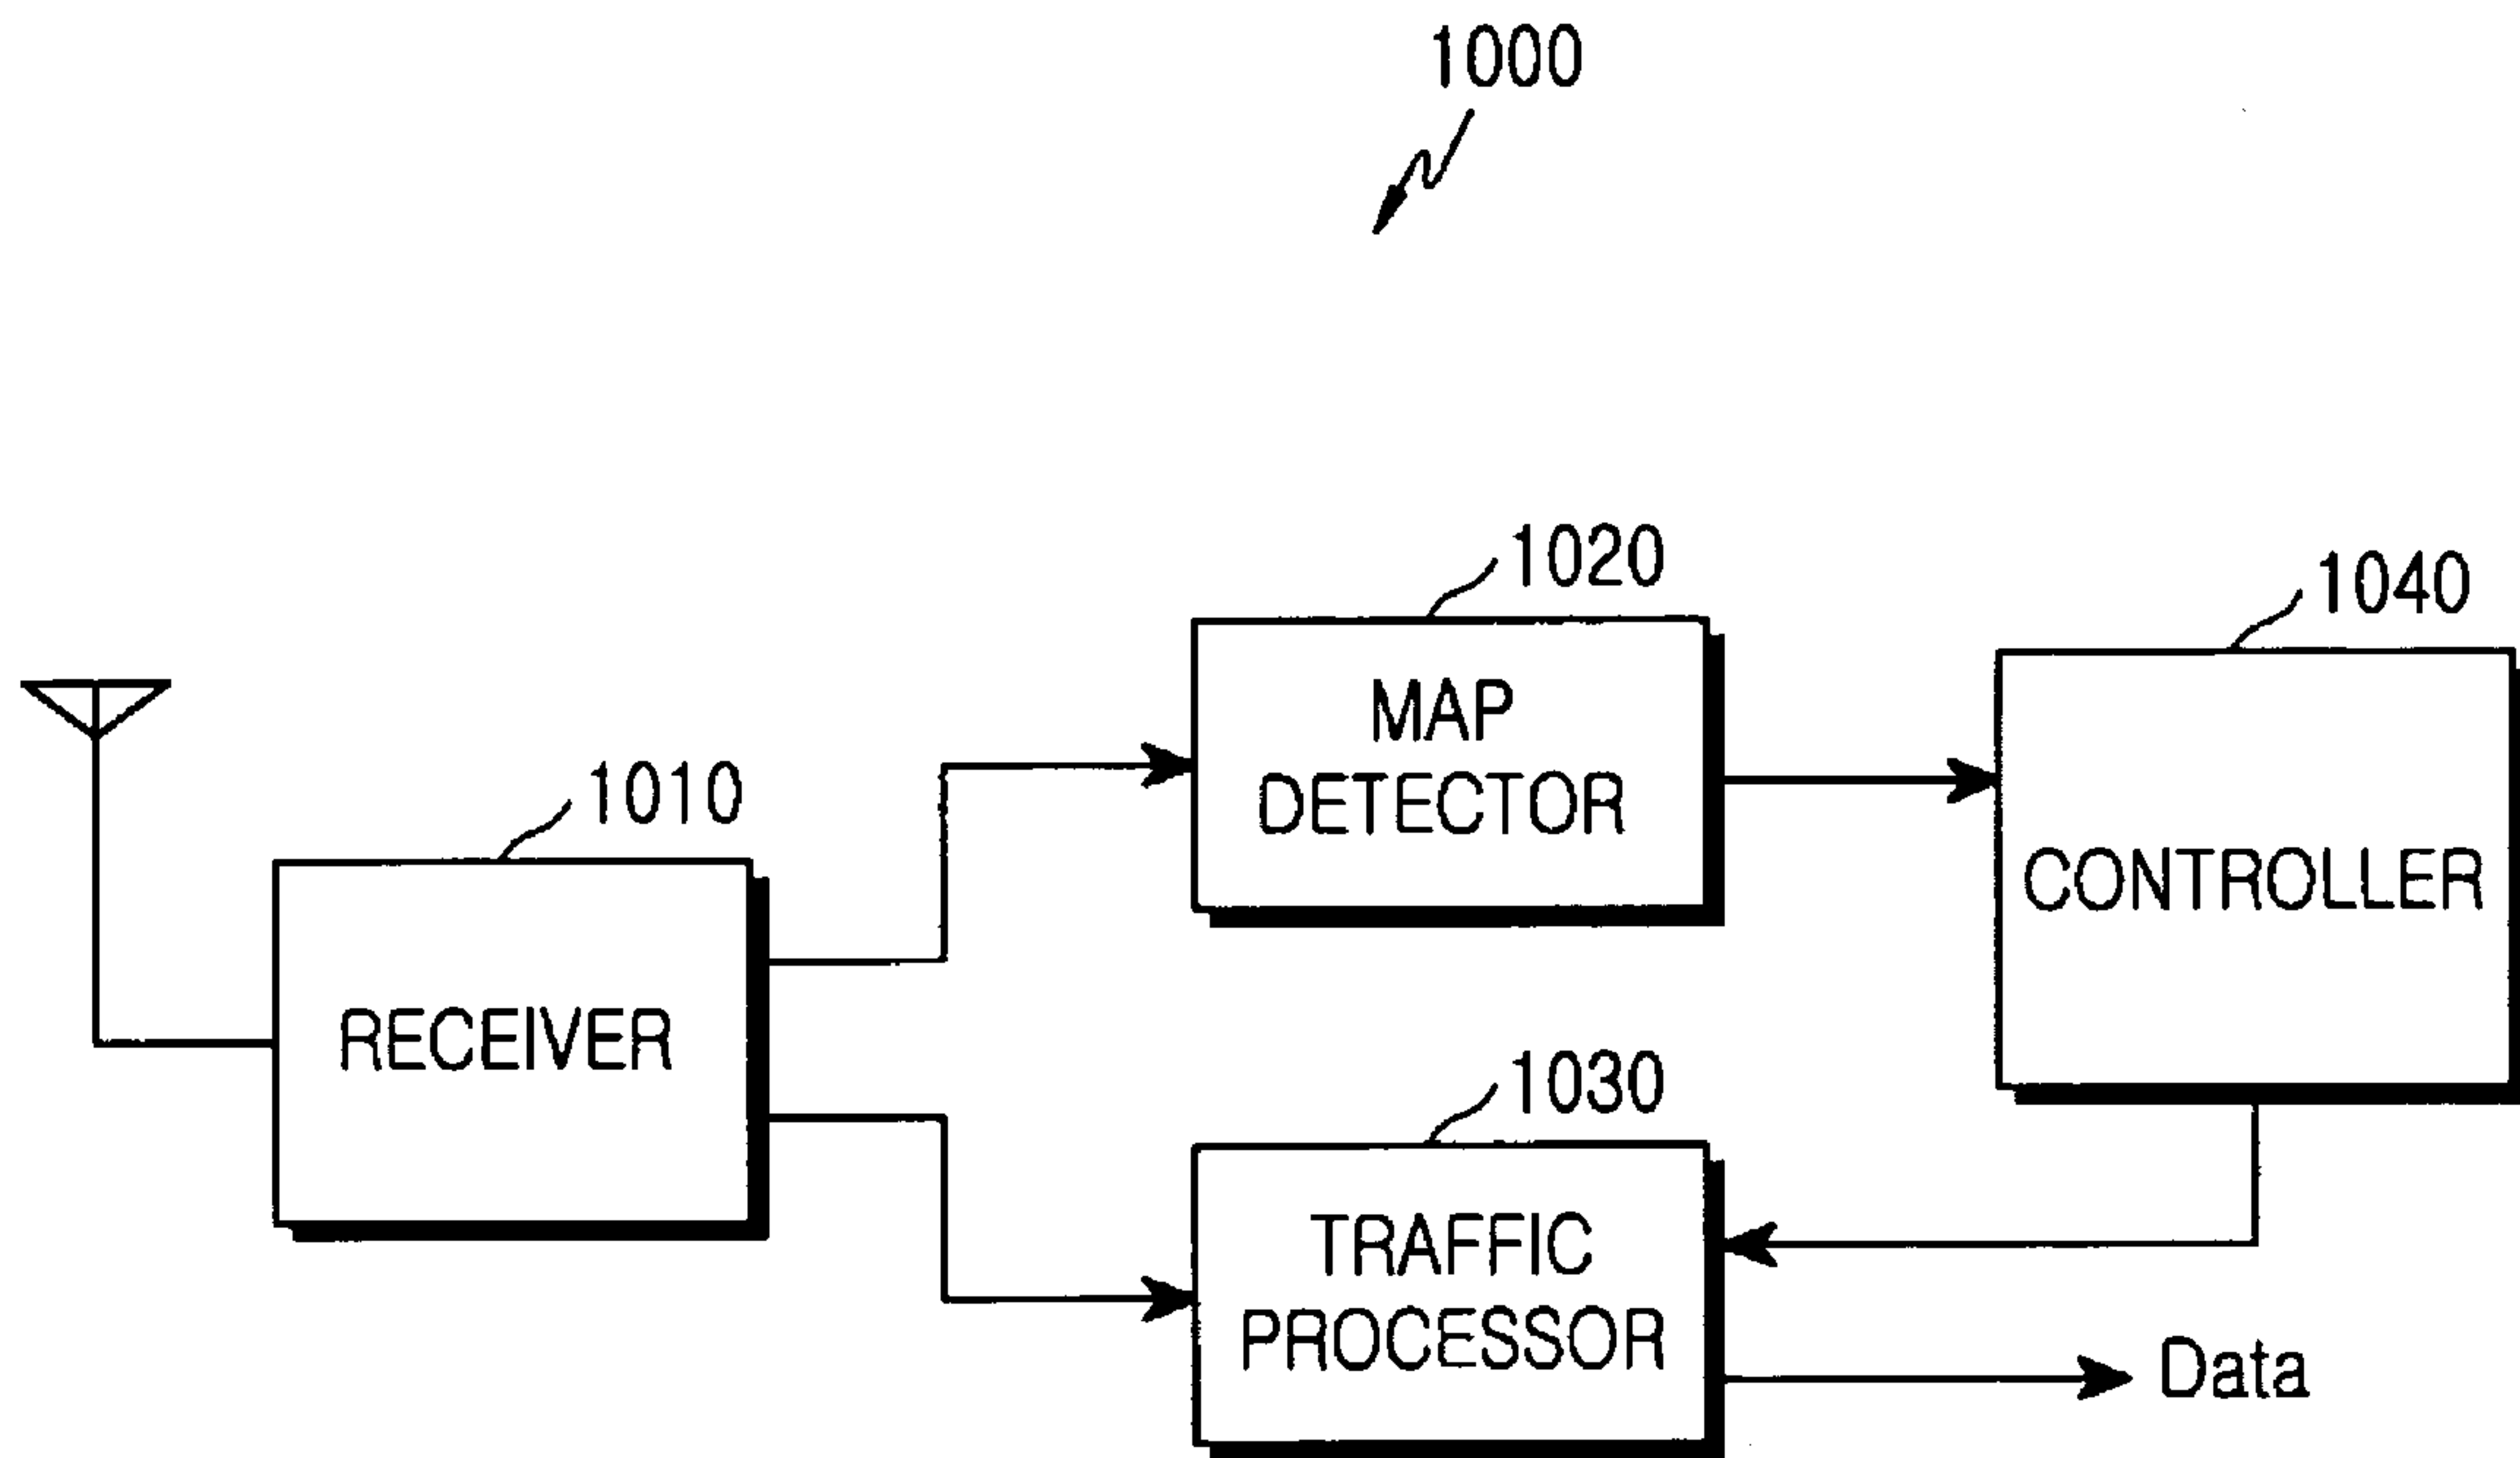 1000
1020
MAP
DETECTOR
1040
CONTROLLER
1010
RECEIVER
1030
TRAFFIC
PROCESSOR
Data